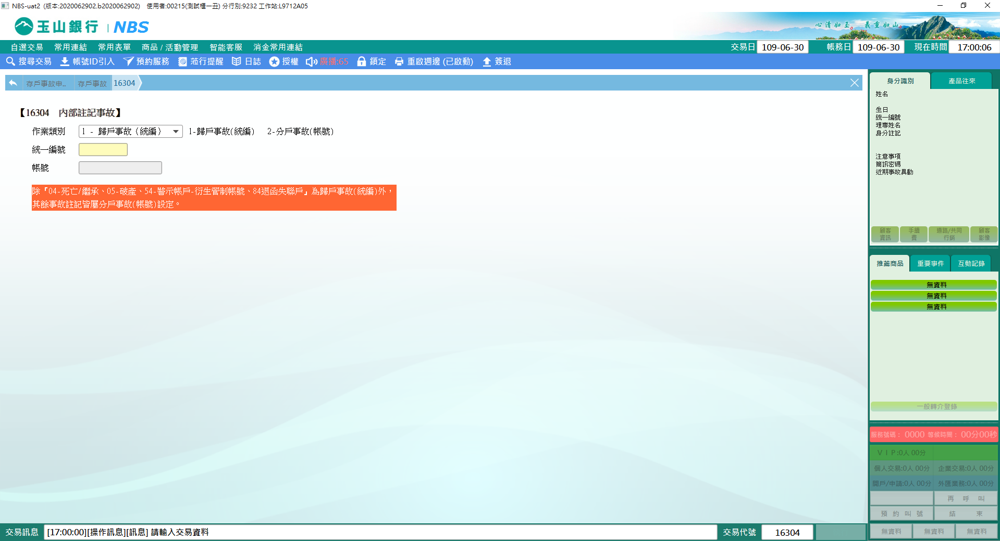 NBS-uat2 (版本:2020062902.b2020062902) 使用者:00215(測試櫃一丑) 分行別:9232 工作站:L9712A05
玉山銀行 | NBS
心清如玉。 義重如山。
自選交易 常用連結 常用表單 商品 / 活動管理 智能客服 消金常用連結 交易日 109-06-30 帳務日 109-06-30 現在時間 17:00:06
搜尋交易 帳號ID引入 預約服務 蒞行提醒 日誌 授權 廣播:65 鎖定 重啟週邊 (已啟動) 簽退
存戶事故申.. 存戶事故 16304
【16304 內部註記事故】
作業類別 1 - 歸戶事故（統編） 1-歸戶事故(統編) 2-分戶事故(帳號)
統一編號
帳號
除『04-死亡/繼承、05-破產、54-警示帳戶-衍生管制帳號、84退函失聯戶』為歸戶事故(統編)外，
其餘事故註記皆屬分戶事故(帳號)設定。
身分識別 產品往來
姓名
生日
統一編號
理專姓名
身分註記
注意事項
簡訊密碼
近期事故異動
顧客資訊 手續費 通路/共同行銷 顧客影像
推薦商品 重要事件 互動記錄
無資料
無資料
無資料
一般轉介登錄
服務號碼： 0000 等候時間： 00分00秒
ＶＩＰ:0人 00分
個人交易:0人 00分 企業交易:0人 00分
開戶/申請:0人 00分 外匯業務:0人 00分
再 呼 叫
預 約 叫 號 結 束
無資料 無資料 無資料
交易訊息 [17:00:00][操作訊息][訊息] 請輸入交易資料 交易代號 16304